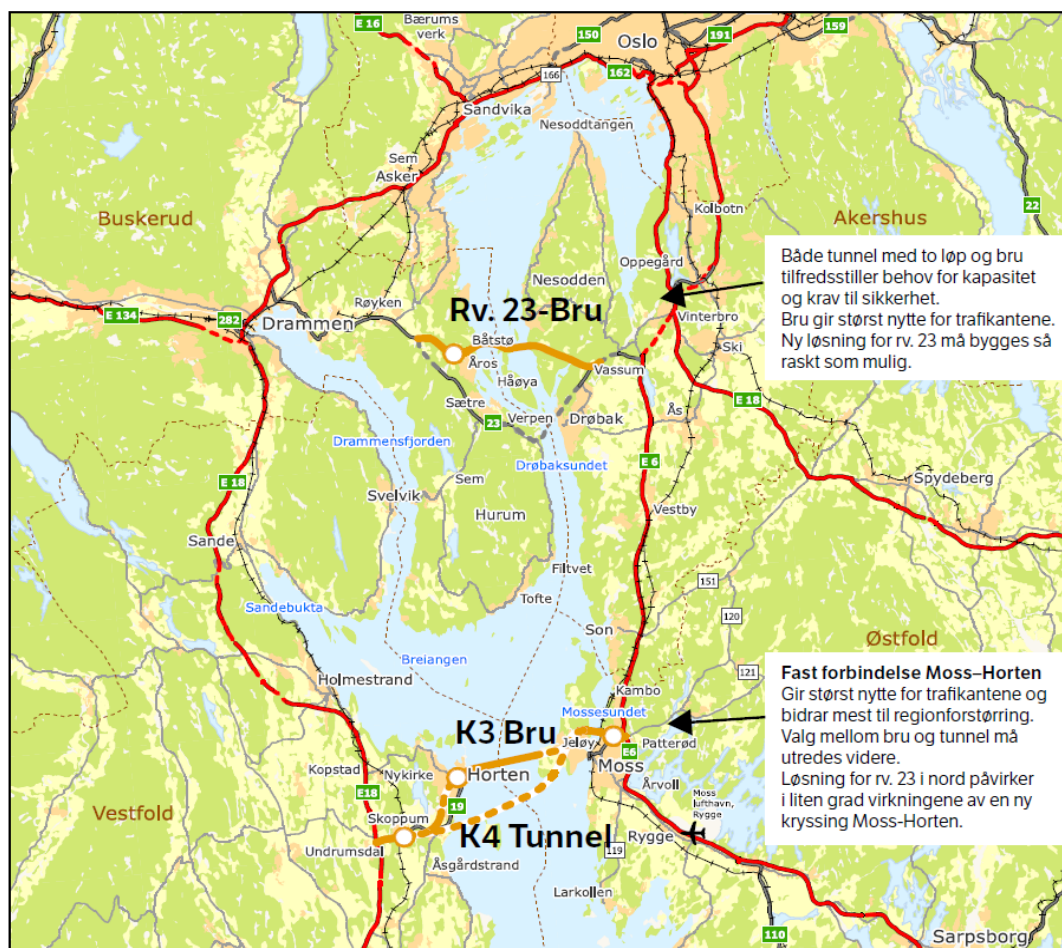 E 16
Bærums
verk
150
Oslo
191
159
166
162
Sandvika
Nesoddtangen
Sem
Asker
Buskerud
Kolbotn
Akershus
22
Oppegård
Nesodden
Både tunnel med to løp og bru
tilfredsstiller behov for kapasitet
og krav til sikkerhet.
Bru gir størst nytte for trafikantene.
Ny løsning for rv. 23 må bygges så
raskt som mulig.
Røyken
Rv. 23-Bru
E 134
282
Drammen
Vinterbro
Båtstø
Ski
Åros
Vassum
Håøya
Sætre
Verpen
Drøbak
Ås
E 18
23
Drammensfjorden
Drøbaksundet
E 6
Sem
Spydeberg
E 18
Svelvik
Hurum
Vestby
Sande
Filtvet
151
Tofte
Sandebukta
120
Son
Østfold
Breiangen
121
Holmestrand
Kambo
Fast forbindelse Moss–Horten
Gir størst nytte for trafikantene og
bidrar mest til regionforstørring.
Valg mellom bru og tunnel må
utredes videre.
Løsning for rv. 23 i nord påvirker
i liten grad virkningene av en ny
kryssing Moss-Horten.
Mossesundet
K3 Bru
Jeløy
Patterød
E6
Moss
Kopstad
Nykirke
Horten
Årvoll
E18
19
Moss
lufthavn,
Rygge
Vestfold
Skoppum
K4 Tunnel
Rygge
119
Undrumsdal
Åsgårdstrand
Larkollen
110
Sarpsborg